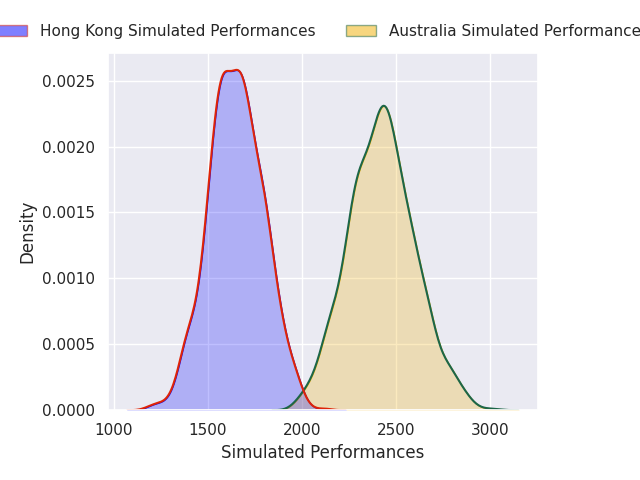 Hong Kong Simulated Performances
Australia Simulated Performance
0.0025
0.0020
0.0015
0.0010
0.0005
0.0000
Density
1000 1500 2000 2500 3000
Simulated Performances